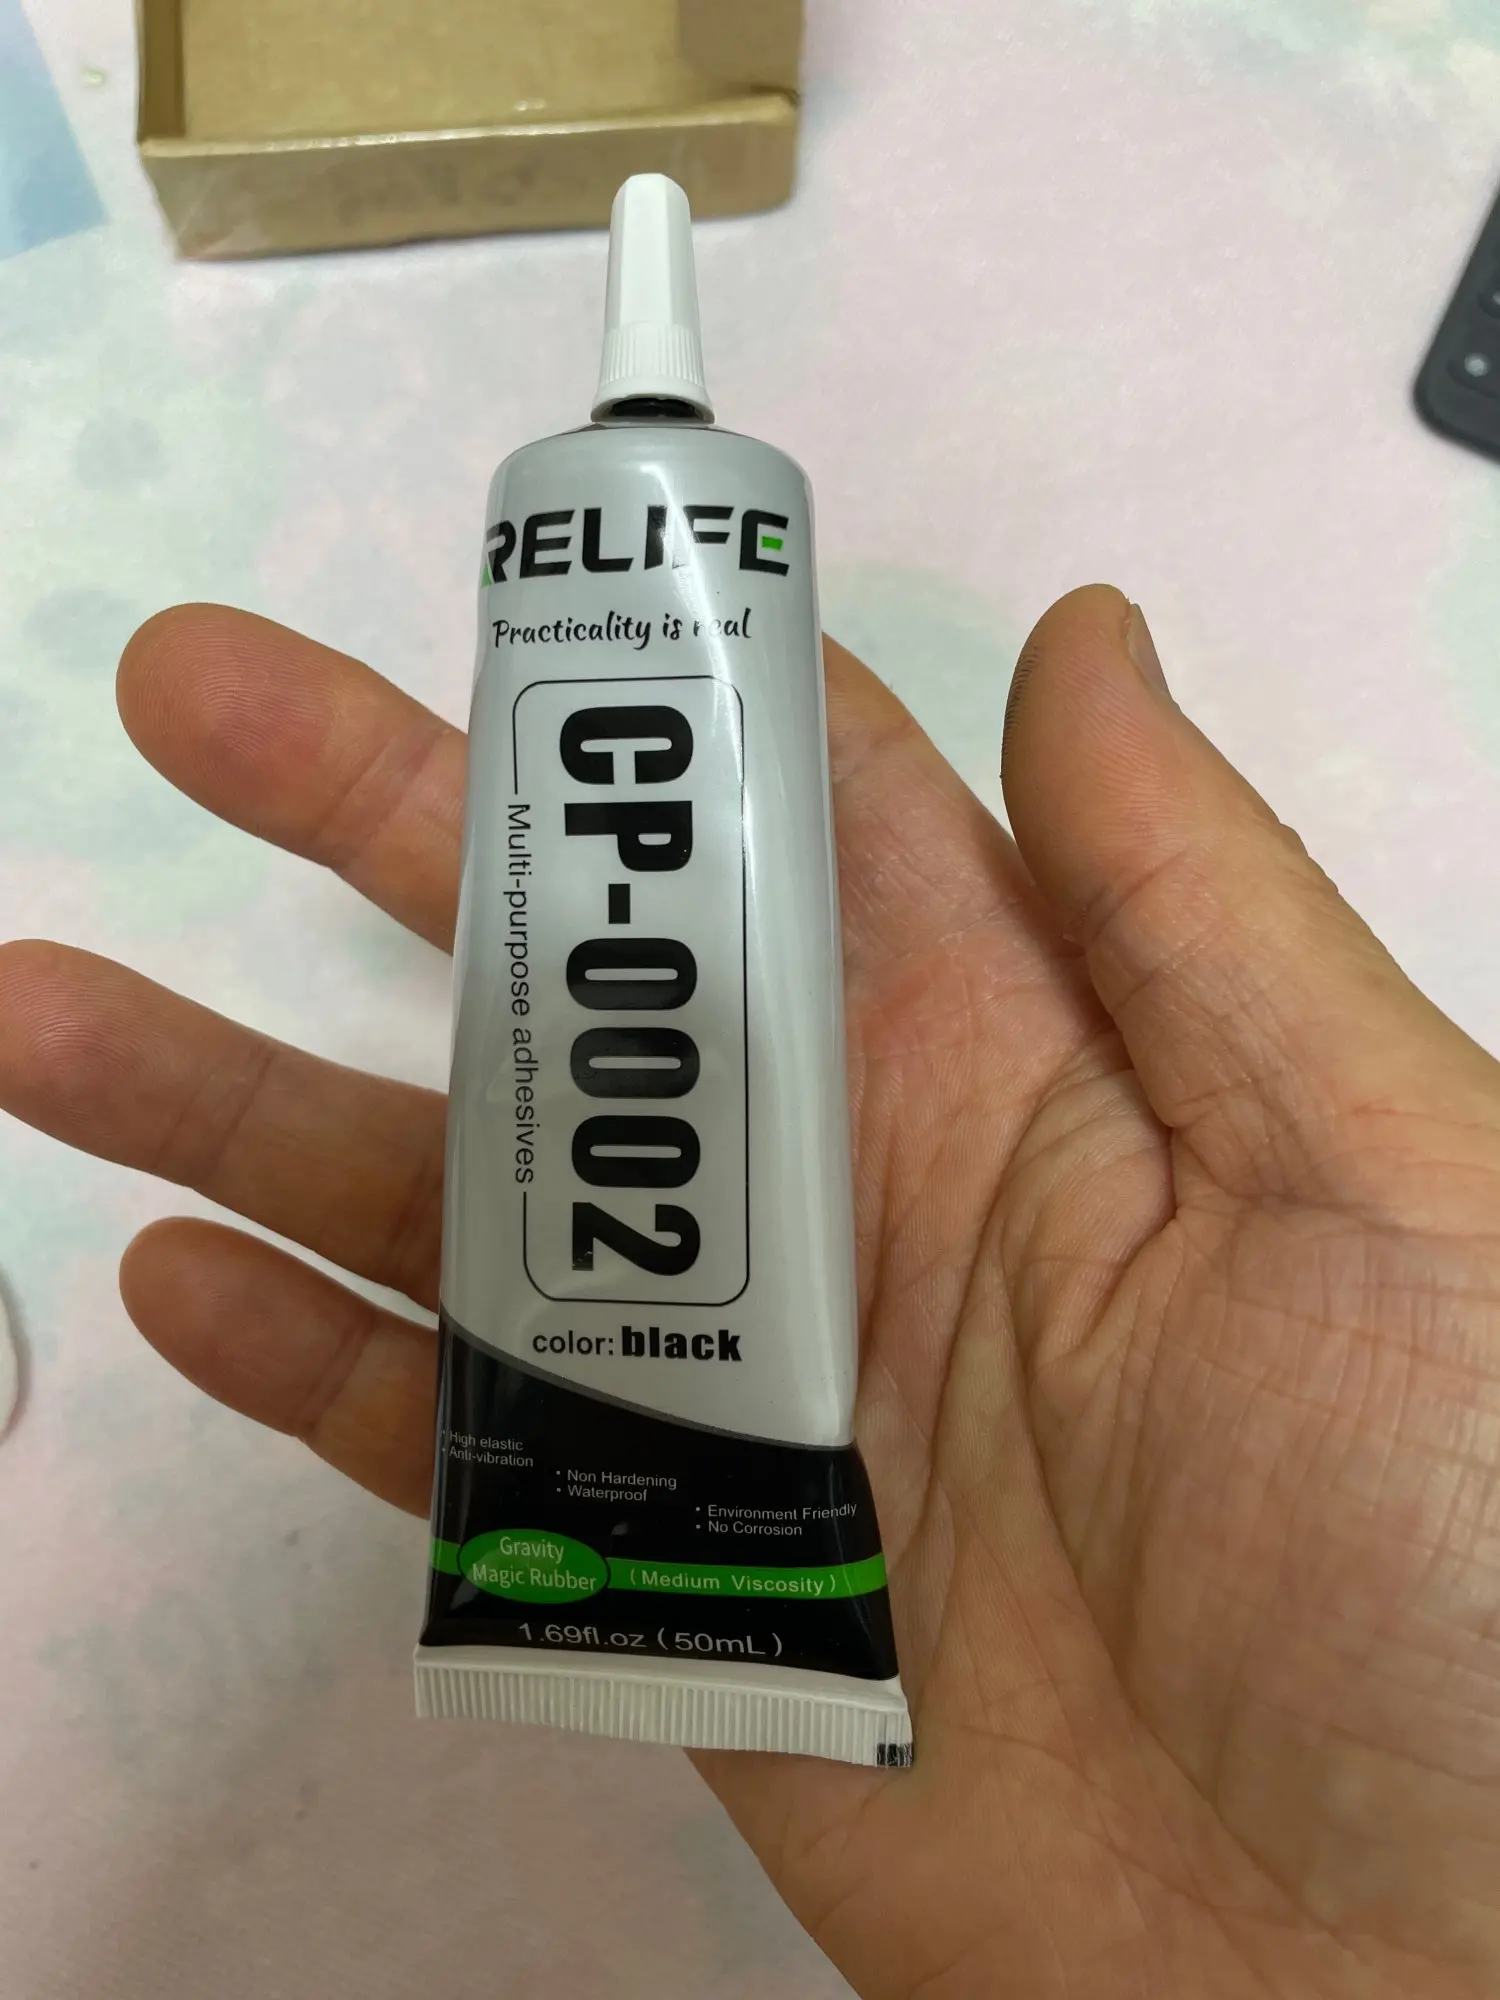 RELIFE
Practicality is real
CP-0002
Multi-purpose adhesives
color: black
• High elastic
• Anti-vibration
• Non Hardening
• Waterproof
• Environment Friendly
• No Corrosion
Gravity
Magic Rubber
(Medium Viscosity)
1.69fl.oz (50mL)